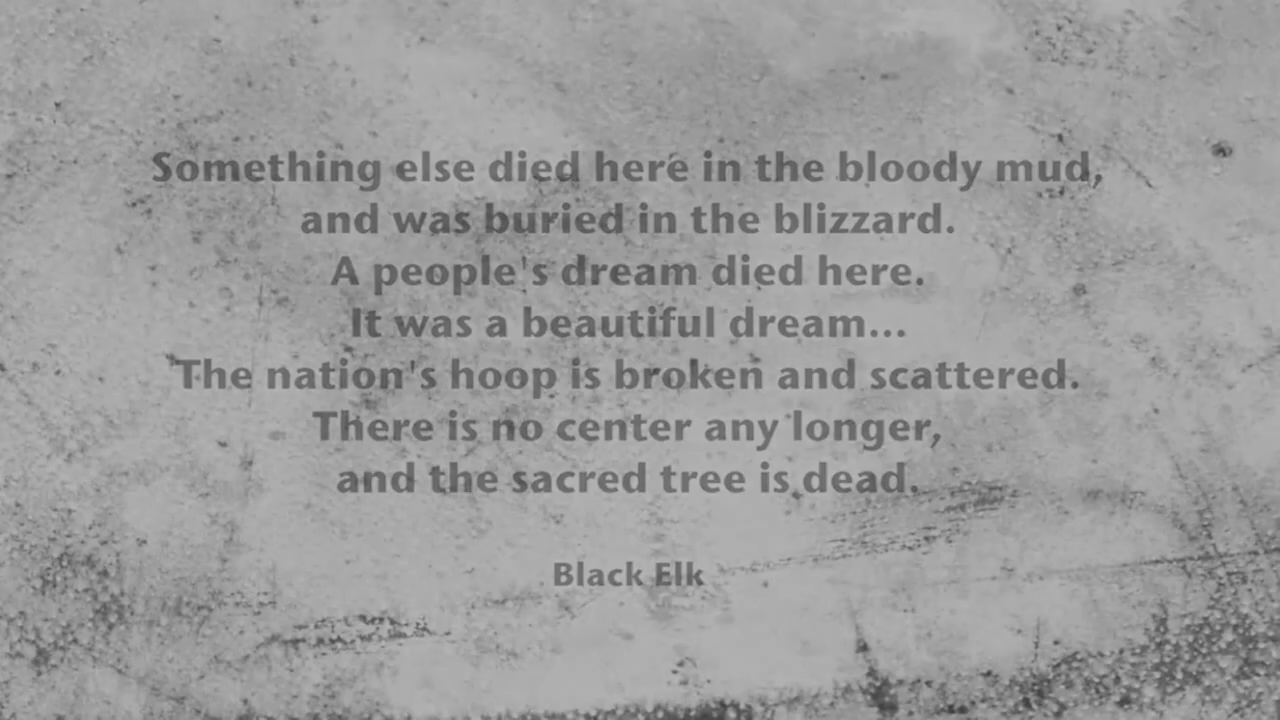 Something else died here in the bloody mud,
and was buried in the blizzard.
A people's dream died here.
It was a beautiful dream...
The nation's hoop is broken and scattered.
There is no center any longer,
and the sacred tree is dead.
Black Elk